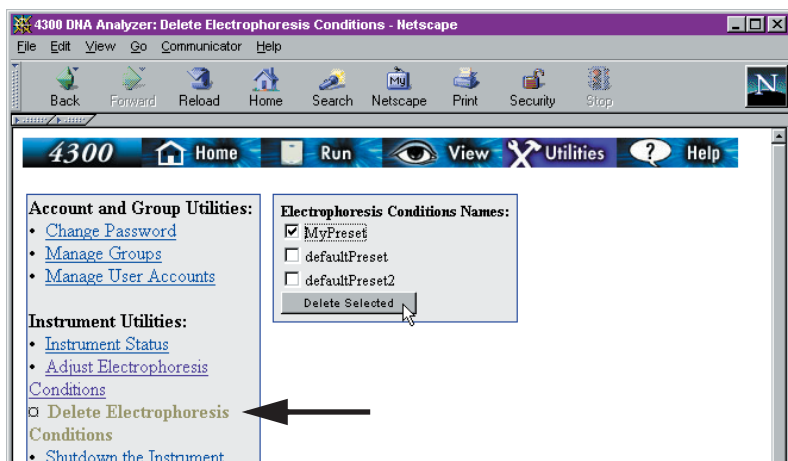 4300 DNA Analyzer: Delete Electrophoresis Conditions - Netscape
File Edit View Go Communicator Help
Back Forward Reload Home Search Netscape Print Security Stop
My
N
4300 Home Run View Utilities ? Help
Account and Group Utilities:
• Change Password
• Manage Groups
• Manage User Accounts
Instrument Utilities:
• Instrument Status
• Adjust Electrophoresis
Conditions
Delete Electrophoresis
Conditions
• Shutdown the Instrument
Electrophoresis Conditions Names:
MyPreset
defaultPreset
defaultPreset2
Delete Selected